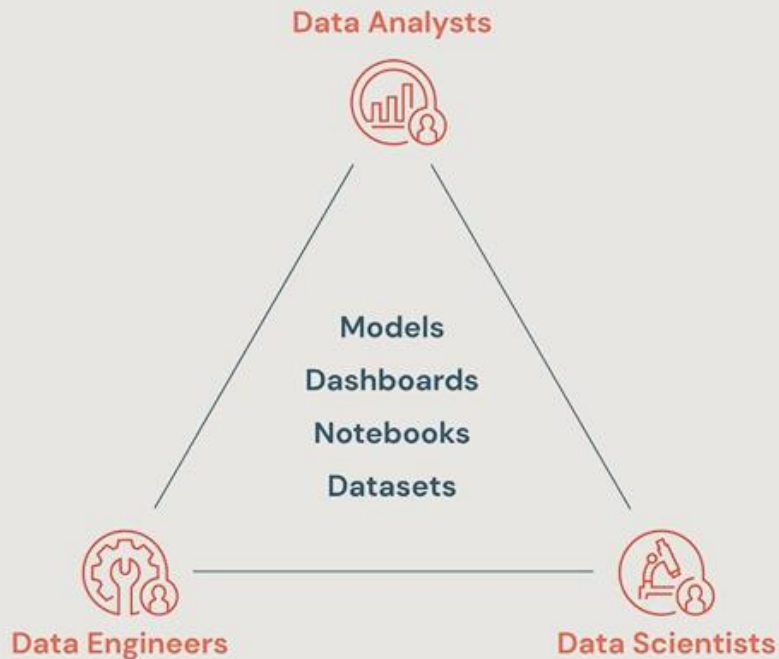 Data Analysts
Models
Dashboards
Notebooks
Datasets
Data Engineers
Data Scientists